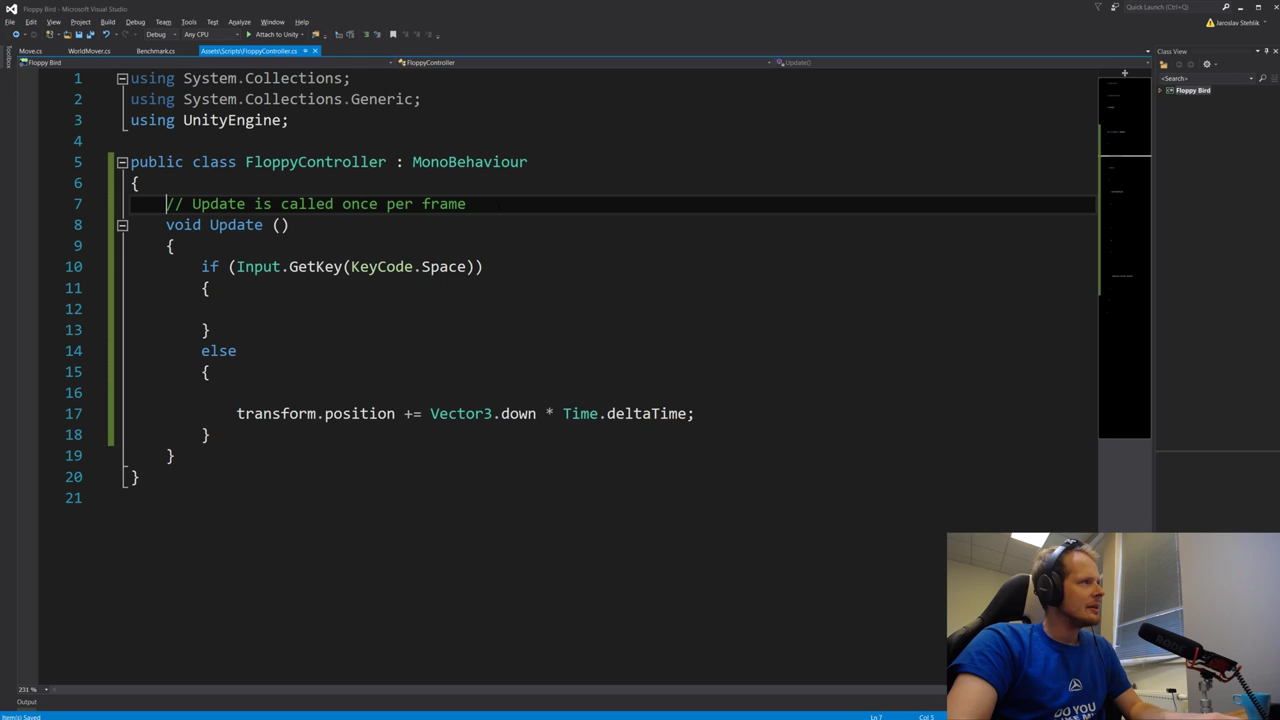 Floppy Bird - Microsoft Visual Studio
Quick Launch (Ctrl+Q)
File Edit View Project Build Debug Team Tools Test Analyze Window Help
Jaroslav Stehlik
Debug Any CPU Attach to Unity
Move.cs WorldMover.cs Benchmark.cs Assets\Scripts\FloppyController.cs
Class View
Toolbox
Floppy Bird FloppyController Update()
<Search>
Floppy Bird
1 using System.Collections;
2 using System.Collections.Generic;
3 using UnityEngine;
4
5 public class FloppyController : MonoBehaviour
6 {
7 // Update is called once per frame
8 void Update ()
9 {
10 if (Input.GetKey(KeyCode.Space))
11 {
12
13 }
14 else
15 {
16
17 transform.position += Vector3.down * Time.deltaTime;
18 }
19 }
20 }
21
RODE
DO YOU
231 %
Output
Item(s) Saved
Ln 7 Col 5